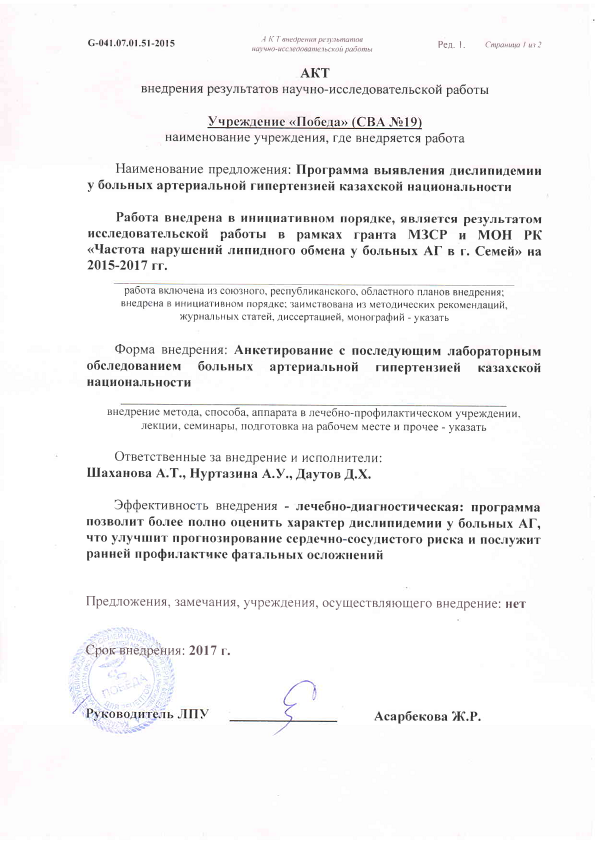 G-041.07.01.51-2015
А К Т внедрения результатов
научно-исследовательской работы
Ред. 1.
Страница 1 из 2
АКТ
внедрения результатов научно-исследовательской работы
Учреждение «Победа» (СВА №19)
наименование учреждения, где внедряется работа
Наименование предложения: Программа выявления дислипидемии
у больных артериальной гипертензией казахской национальности
Работа внедрена в инициативном порядке, является результатом
исследовательской работы в рамках гранта МЗСР и МОН РК
«Частота нарушений липидного обмена у больных АГ в г. Семей» на
2015-2017 гг.
работа включена из союзного, республиканского, областного планов внедрения;
внедрена в инициативном порядке; заимствована из методических рекомендаций,
журнальных статей, диссертацией, монографий - указать
Форма внедрения: Анкетирование с последующим лабораторным
обследованием больных артериальной гипертензией казахской
национальности
внедрение метода, способа, аппарата в лечебно-профилактическом учреждении,
лекции, семинары, подготовка на рабочем месте и прочее - указать
Ответственные за внедрение и исполнители:
Шаханова А.Т., Нуртазина А.У., Даутов Д.Х.
Эффективность внедрения - лечебно-диагностическая: программа
позволит более полно оценить характер дислипидемии у больных АГ,
что улучшит прогнозирование сердечно-сосудистого риска и послужит
ранней профилактике фатальных осложнений
Предложения, замечания, учреждения, осуществляющего внедрение: нет
Срок внедрения: 2017 г.
ПОБЕДА
Руководитель ЛПУ
Асарбекова Ж.Р.